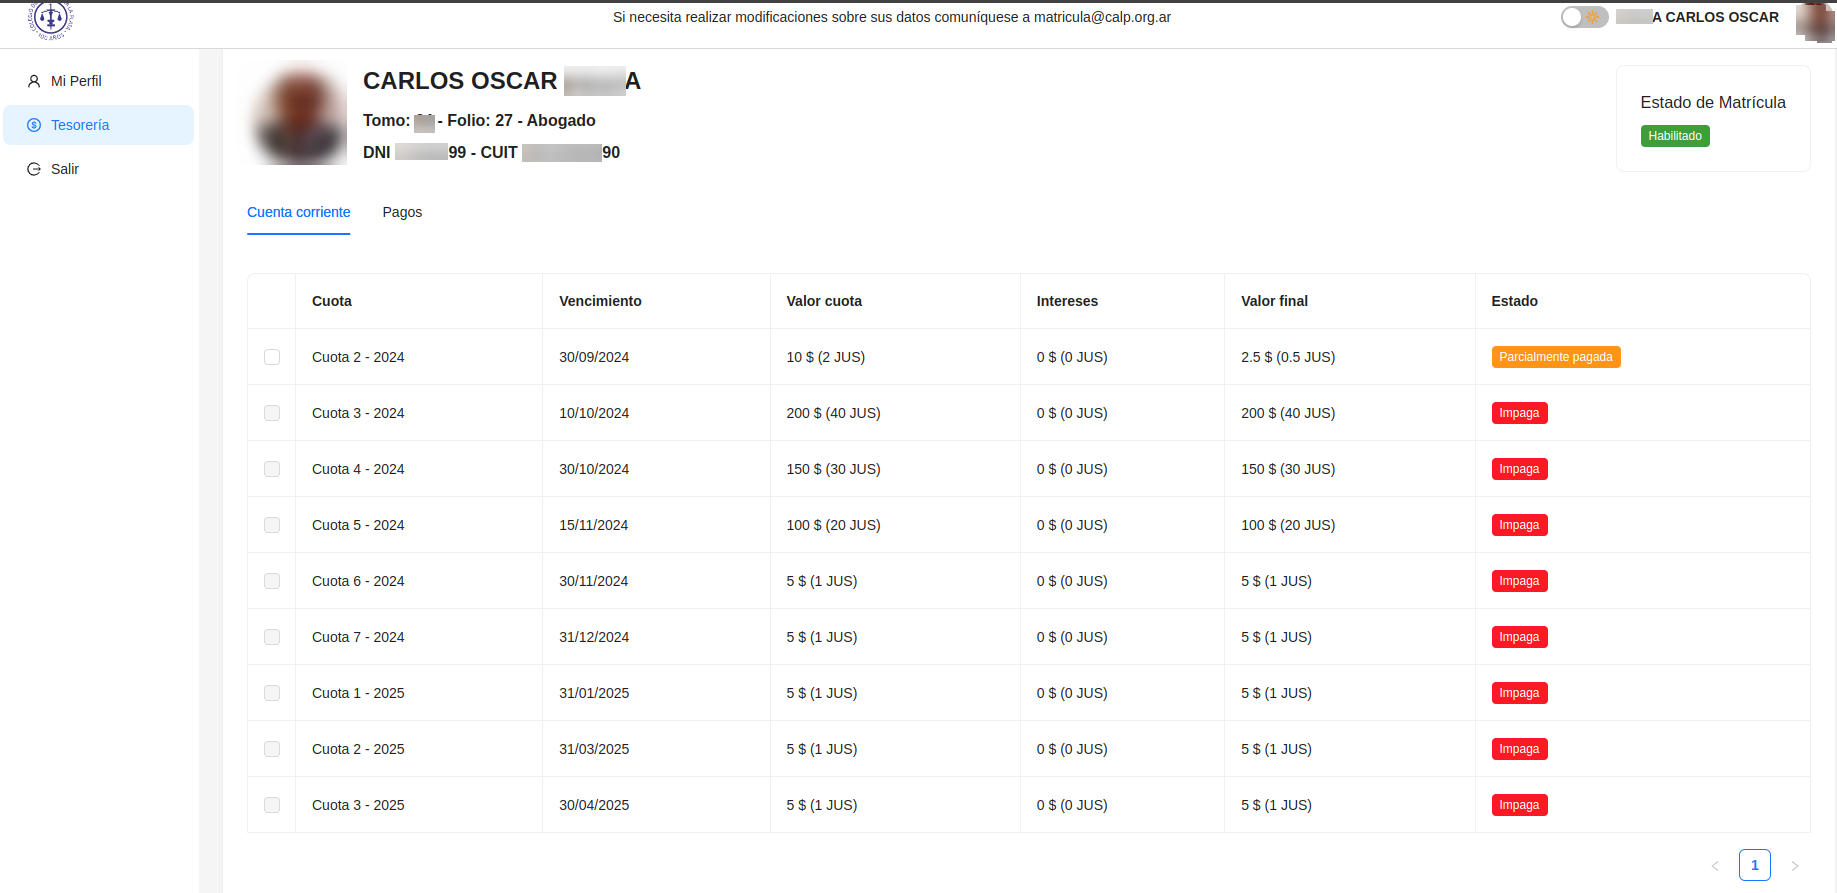 Si necesita realizar modificaciones sobre sus datos comuníquese a matricula@calp.org.ar
A CARLOS OSCAR
Mi Perfil
Tesorería
Salir
CARLOS OSCAR A
Tomo: - Folio: 27 - Abogado
DNI 99 - CUIT 90
Estado de Matrícula
Habilitado
Cuenta corriente Pagos
Cuota Vencimiento Valor cuota Intereses Valor final Estado
Cuota 2 - 2024 30/09/2024 10 $ (2 JUS) 0 $ (0 JUS) 2.5 $ (0.5 JUS) Parcialmente pagada
Cuota 3 - 2024 10/10/2024 200 $ (40 JUS) 0 $ (0 JUS) 200 $ (40 JUS) Impaga
Cuota 4 - 2024 30/10/2024 150 $ (30 JUS) 0 $ (0 JUS) 150 $ (30 JUS) Impaga
Cuota 5 - 2024 15/11/2024 100 $ (20 JUS) 0 $ (0 JUS) 100 $ (20 JUS) Impaga
Cuota 6 - 2024 30/11/2024 5 $ (1 JUS) 0 $ (0 JUS) 5 $ (1 JUS) Impaga
Cuota 7 - 2024 31/12/2024 5 $ (1 JUS) 0 $ (0 JUS) 5 $ (1 JUS) Impaga
Cuota 1 - 2025 31/01/2025 5 $ (1 JUS) 0 $ (0 JUS) 5 $ (1 JUS) Impaga
Cuota 2 - 2025 31/03/2025 5 $ (1 JUS) 0 $ (0 JUS) 5 $ (1 JUS) Impaga
Cuota 3 - 2025 30/04/2025 5 $ (1 JUS) 0 $ (0 JUS) 5 $ (1 JUS) Impaga
< 1 >